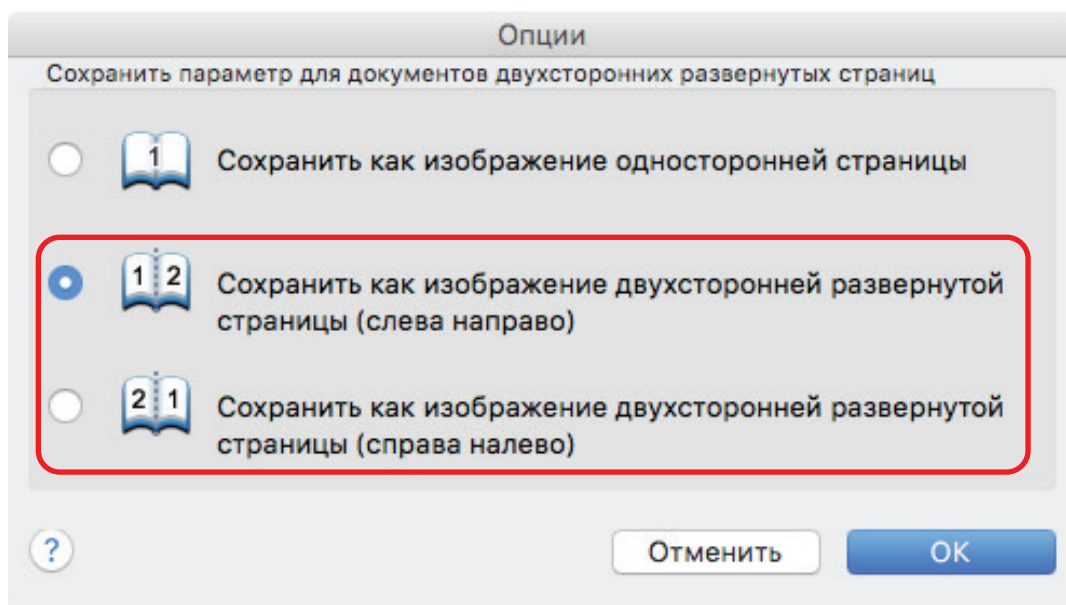 Опции
Сохранить параметр для документов двухсторонних развернутых страниц
1
Сохранить как изображение односторонней страницы
1 2
Сохранить как изображение двухсторонней развернутой
страницы (слева направо)
2 1
Сохранить как изображение двухсторонней развернутой
страницы (справа налево)
?
Отменить
OK